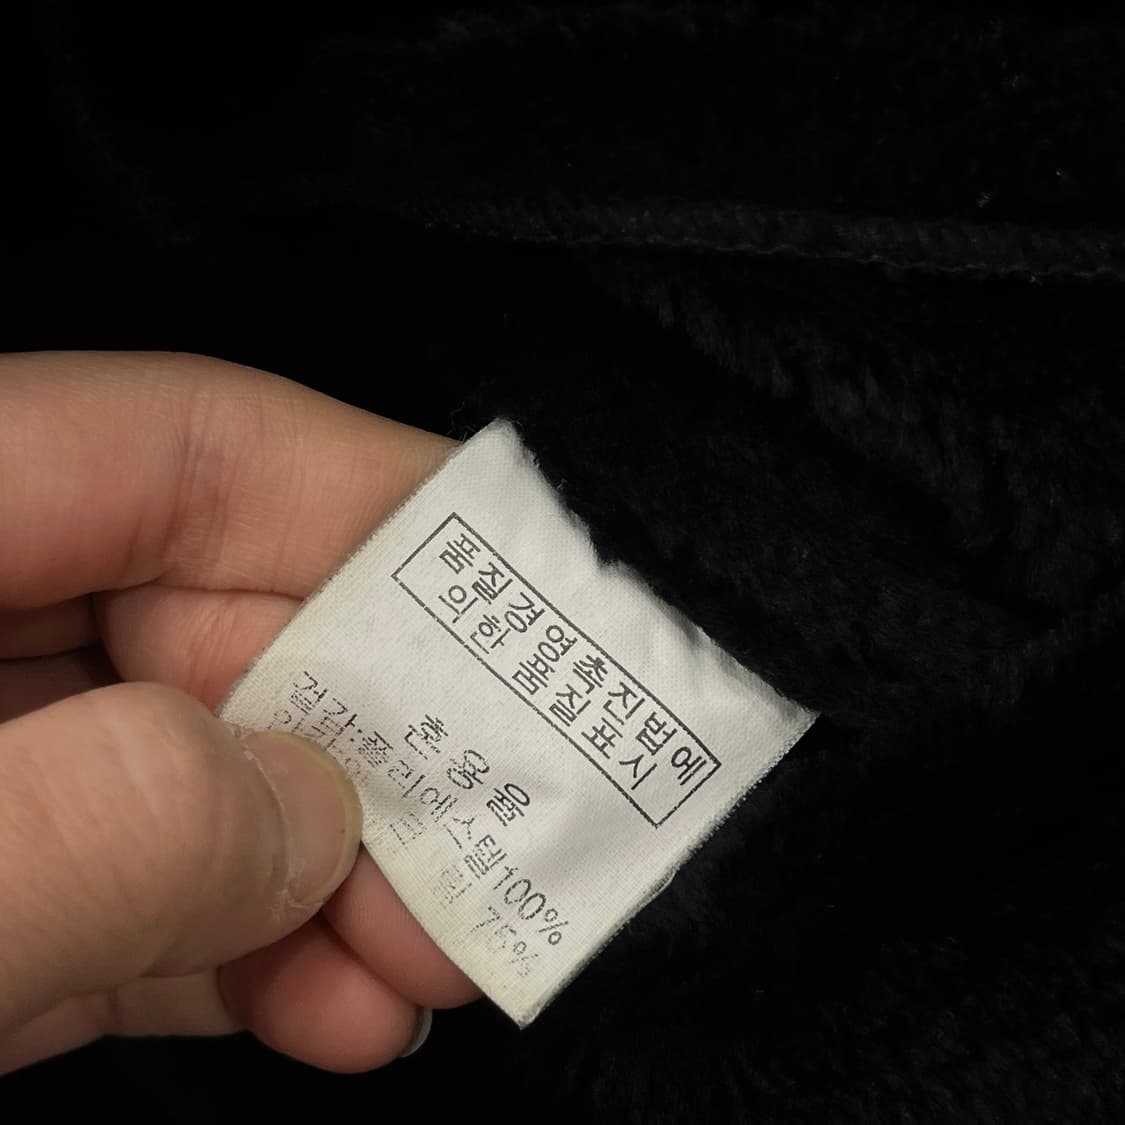 품질경영촉진법에
의한 품질표시
혼용율
겉감:폴리에스텔100%
75%